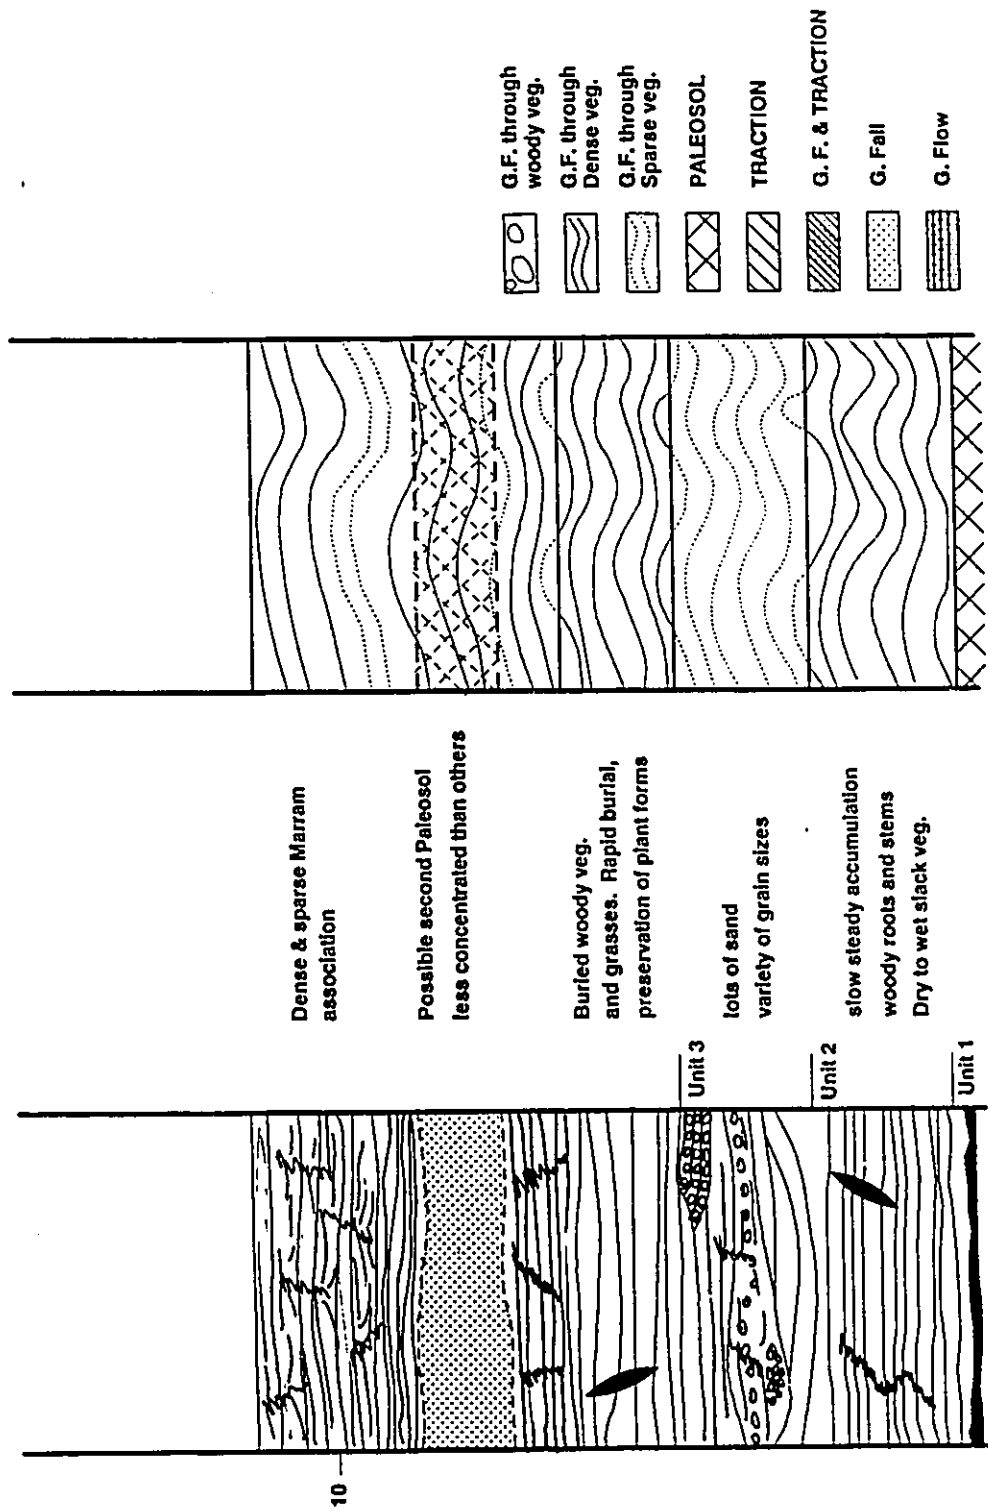 10
Unit 3
Unit 2
Unit 1
Dense & sparse Marram
association
Possible second Paleosol
less concentrated than others
Buried woody veg.
and grasses. Rapid burial,
preservation of plant forms
lots of sand
variety of grain sizes
slow steady accumulation
woody roots and stems
Dry to wet slack veg.
G.F. through
woody veg.
G.F. through
Dense veg.
G.F. through
Sparse veg.
PALEOSOL
TRACTION
G. F. & TRACTION
G. Fall
G. Flow